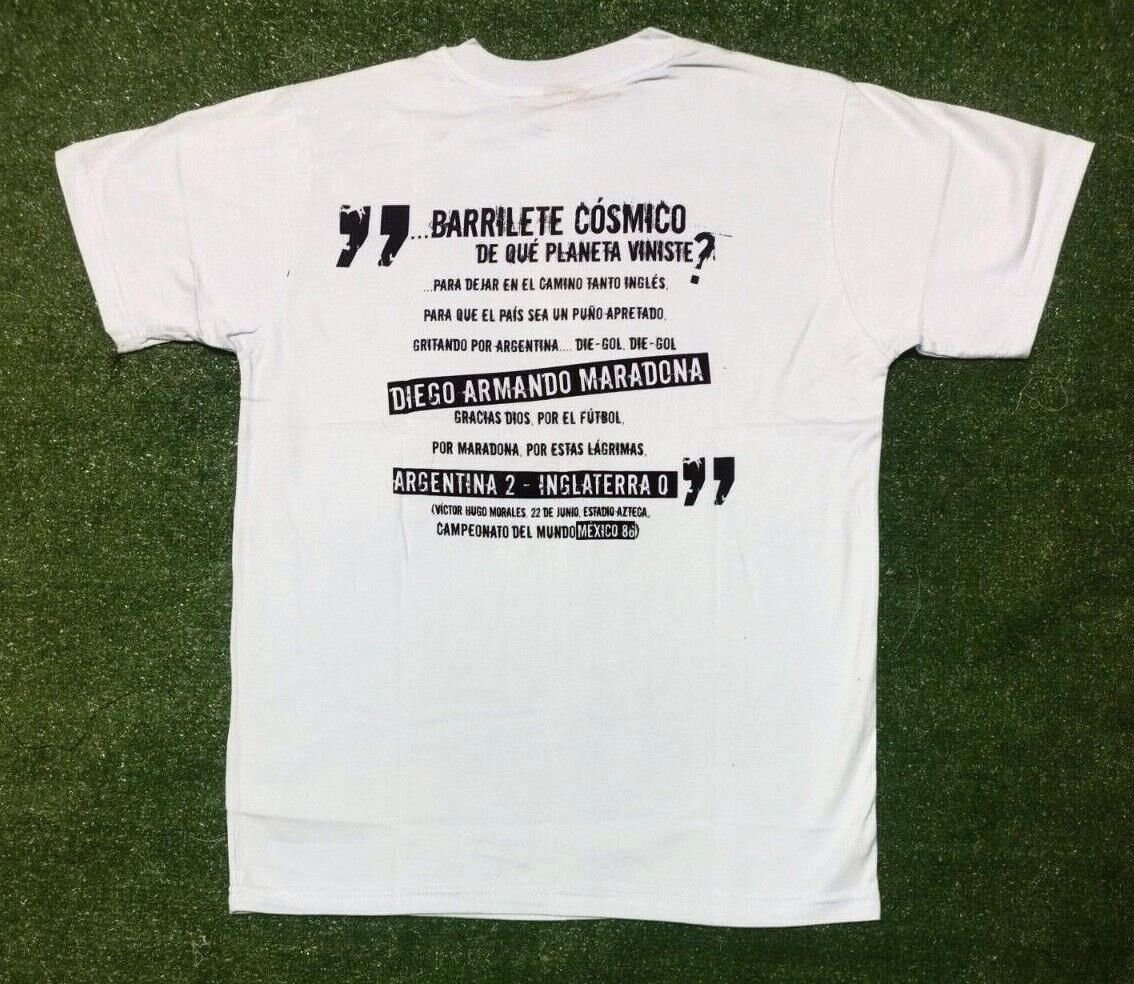 ”...BARRILETE CÓSMICO
DE QUÉ PLANETA VINISTE?
...PARA DEJAR EN EL CAMINO TANTO INGLÉS,
PARA QUE EL PAÍS SEA UN PUÑO APRETADO,
GRITANDO POR ARGENTINA.... DIE-GOL, DIE-GOL
DIEGO ARMANDO MARADONA
GRACIAS DIOS, POR EL FÚTBOL,
POR MARADONA, POR ESTAS LÁGRIMAS,
ARGENTINA 2 - INGLATERRA 0”
(VÍCTOR HUGO MORALES, 22 DE JUNIO, ESTADIO AZTECA,
CAMPEONATO DEL MUNDO MÉXICO 86)